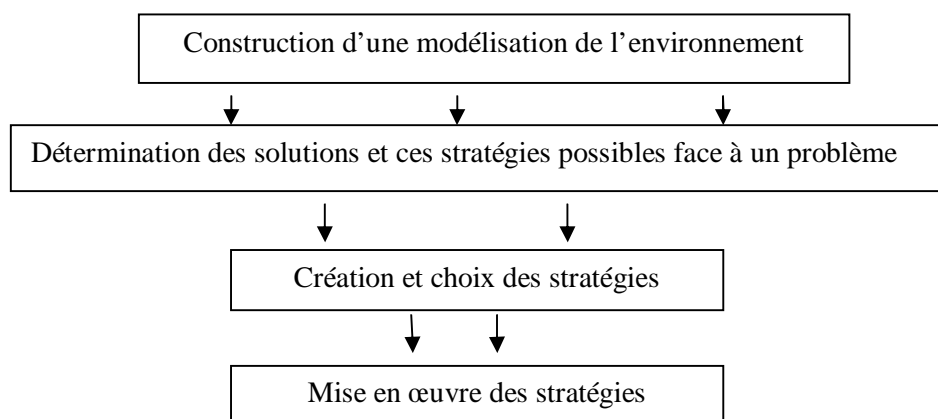 Construction d’une modélisation de l’environnement
Détermination des solutions et ces stratégies possibles face à un problème
Création et choix des stratégies
Mise en œuvre des stratégies